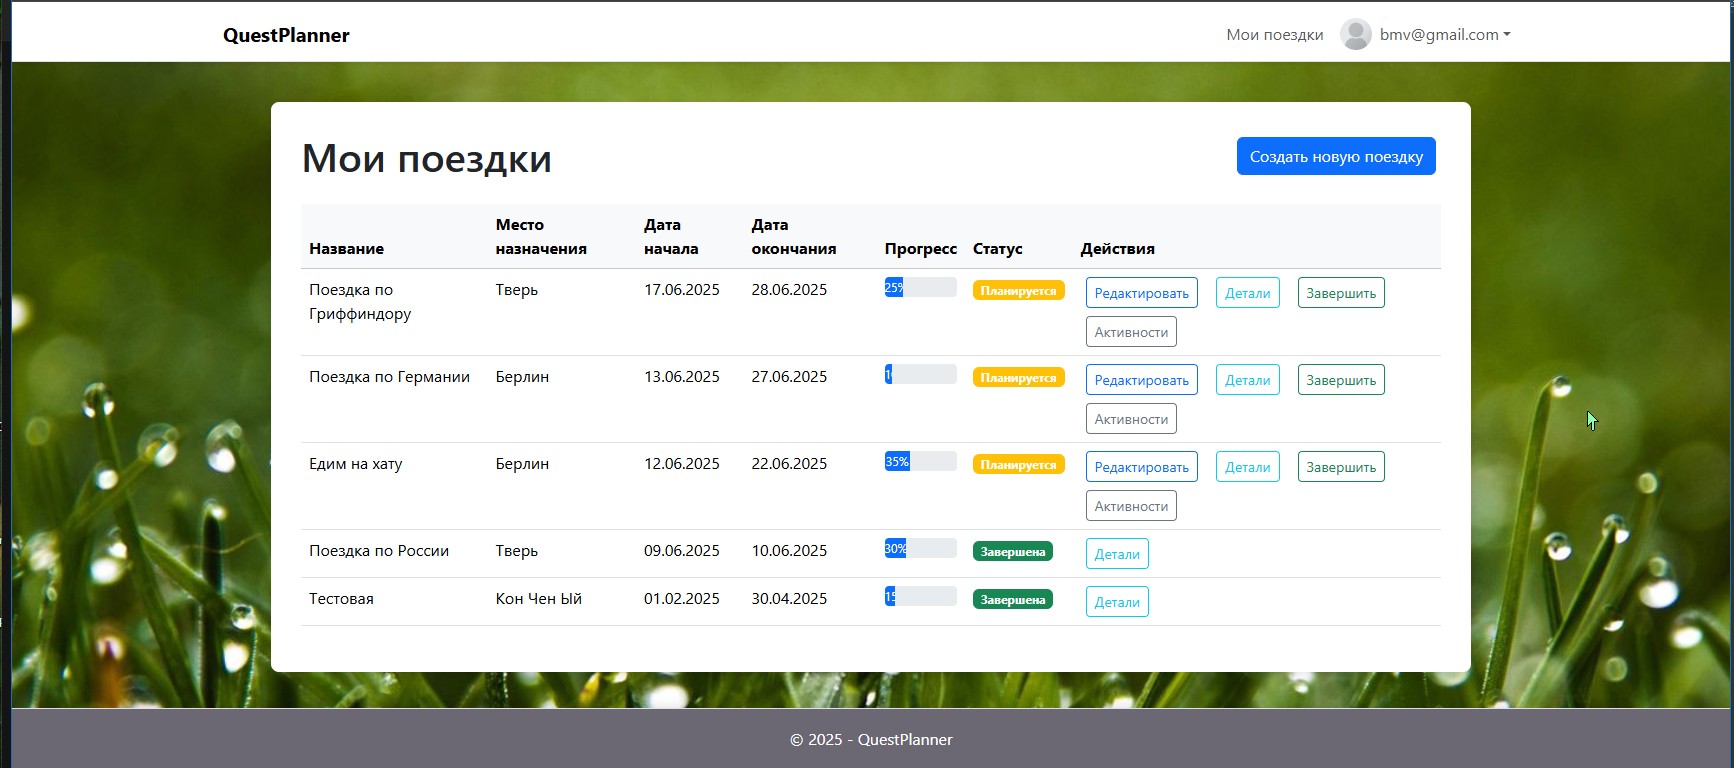 QuestPlanner
Мои поездки
bmv@gmail.com
Мои поездки
Создать новую поездку
Название
Место назначения
Дата начала
Дата окончания
Прогресс
Статус
Действия
Поездка по Гриффиндору
Тверь
17.06.2025
28.06.2025
25%
Планируется
Редактировать
Детали
Завершить
Активности
Поездка по Германии
Берлин
13.06.2025
27.06.2025
Планируется
Редактировать
Детали
Завершить
Активности
Едим на хату
Берлин
12.06.2025
22.06.2025
35%
Планируется
Редактировать
Детали
Завершить
Активности
Поездка по России
Тверь
09.06.2025
10.06.2025
30%
Завершена
Детали
Тестовая
Кон Чен Ый
01.02.2025
30.04.2025
Завершена
Детали
© 2025 - QuestPlanner